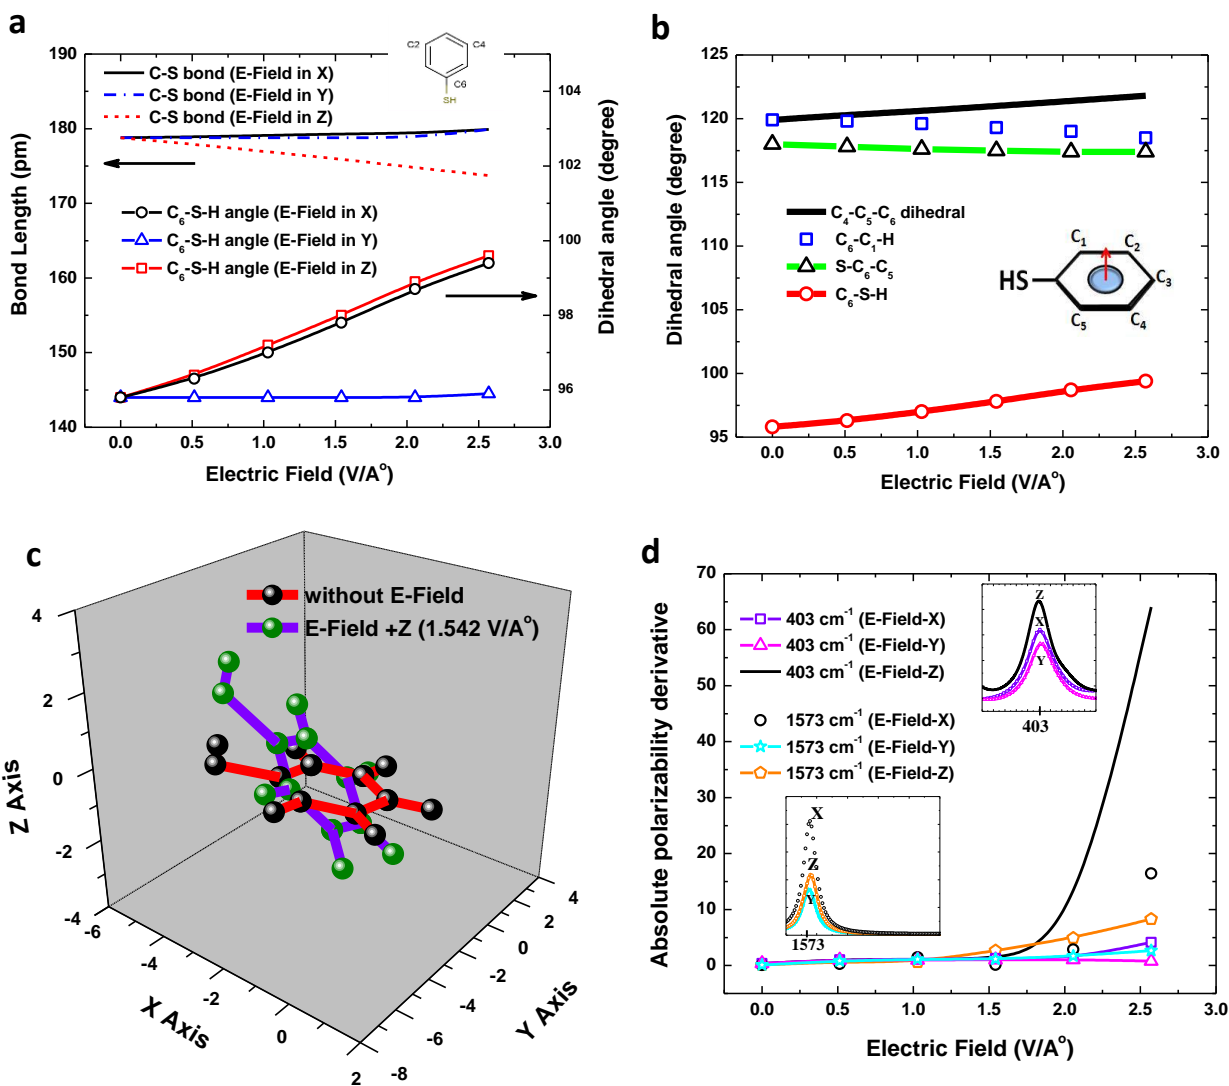 a
C2
C4
C6
SH
C-S bond (E-Field in X)
C-S bond (E-Field in Y)
C-S bond (E-Field in Z)
C6-S-H angle (E-Field in X)
C6-S-H angle (E-Field in Y)
C6-S-H angle (E-Field in Z)
190
180
170
160
150
140
Bond Length (pm)
104
102
100
98
96
Dihedral angle (degree)
0.0 0.5 1.0 1.5 2.0 2.5 3.0
Electric Field (V/A°)
b
125
120
115
110
105
100
95
Dihedral angle (degree)
C4-C5-C6 dihedral
C6-C1-H
S-C6-C5
C6-S-H
C1
C2
HS
C3
C5
C4
0.0 0.5 1.0 1.5 2.0 2.5 3.0
Electric Field (V/A°)
c
without E-Field
E-Field +Z (1.542 V/A°)
4
2
0
-2
-4
Z Axis
-6
-4
-2
0
2
X Axis
-8
-6
-4
-2
0
2
4
Y Axis
d
70
60
50
40
30
20
10
0
Absolute polarizability derivative
403 cm-1 (E-Field-X)
403 cm-1 (E-Field-Y)
403 cm-1 (E-Field-Z)
1573 cm-1 (E-Field-X)
1573 cm-1 (E-Field-Y)
1573 cm-1 (E-Field-Z)
Z
X
Y
403
X
Z
Y
1573
0.0 0.5 1.0 1.5 2.0 2.5 3.0
Electric Field (V/A°)